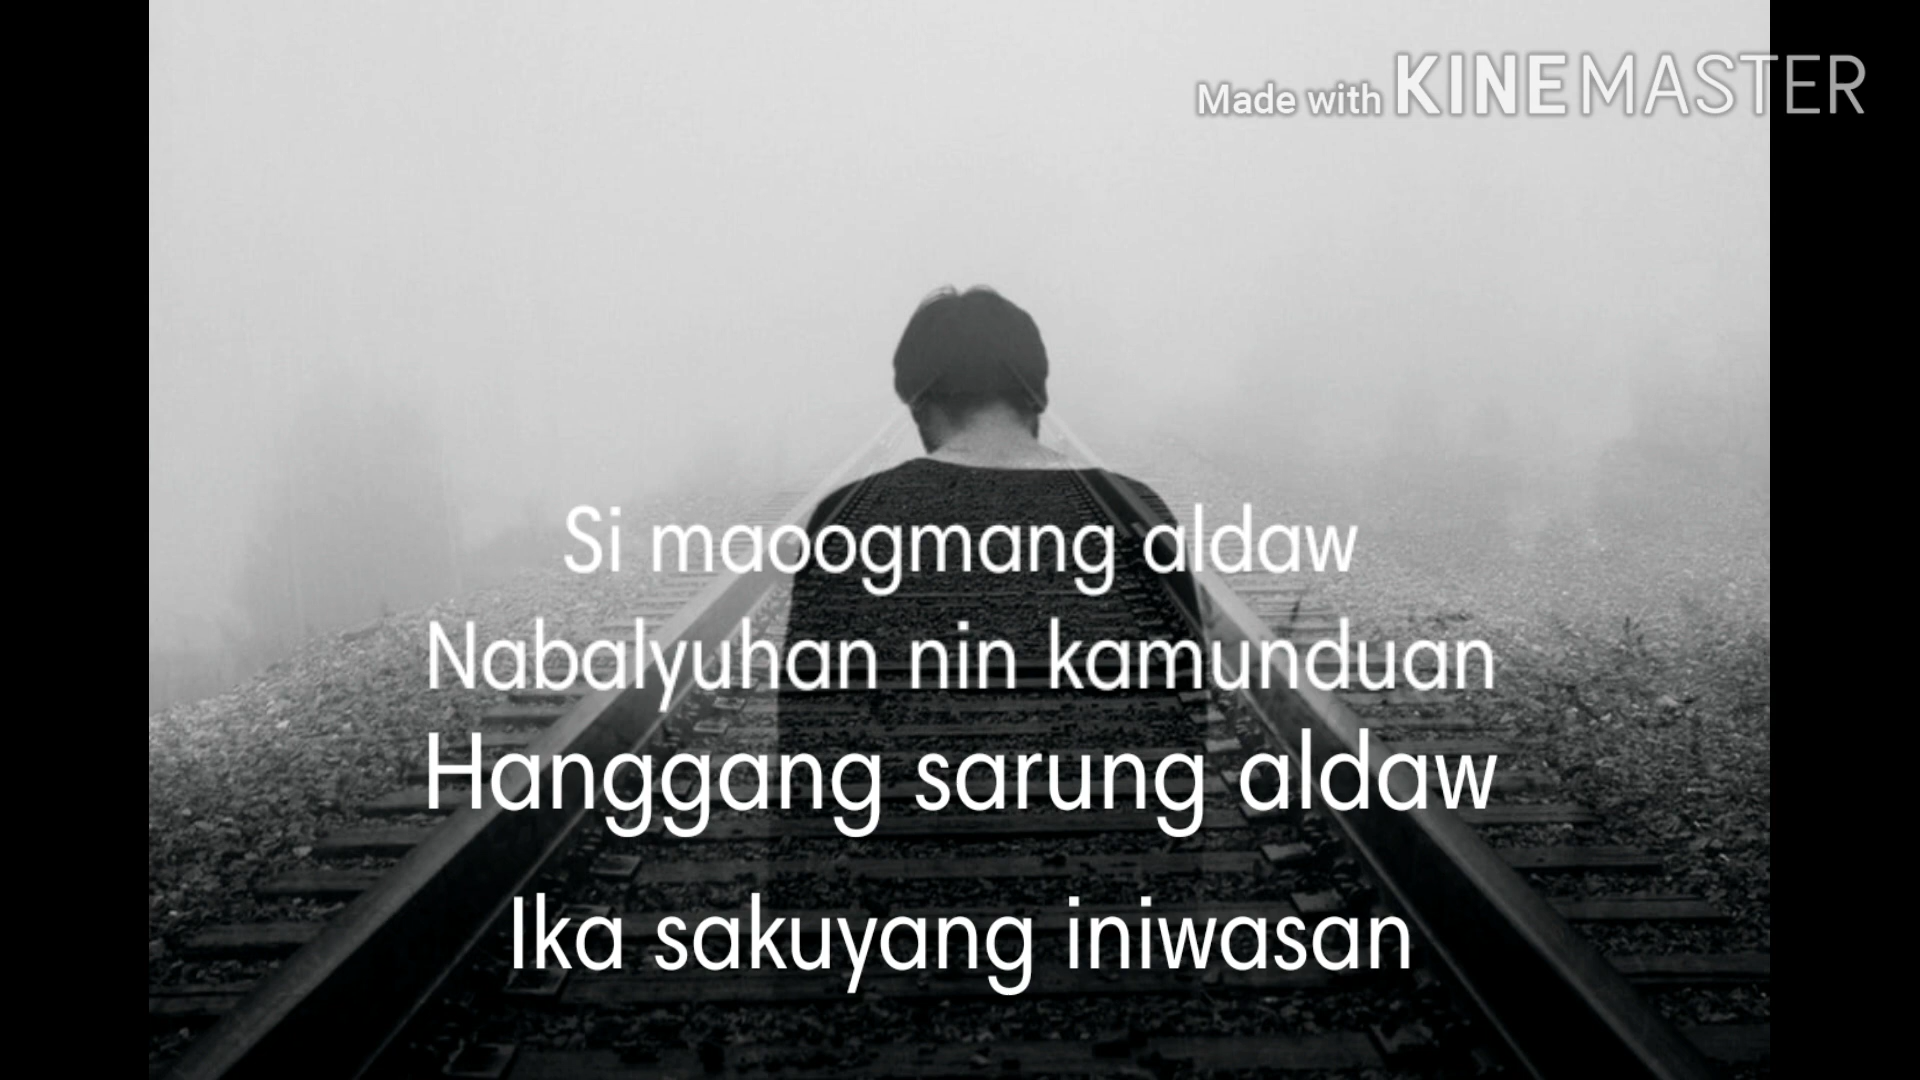 Made with KINEMASTER
Si maoogmang aldaw
Nabalyuhan nin kamunduan
Hanggang sarung aldaw
Ika sakuyang iniwasan